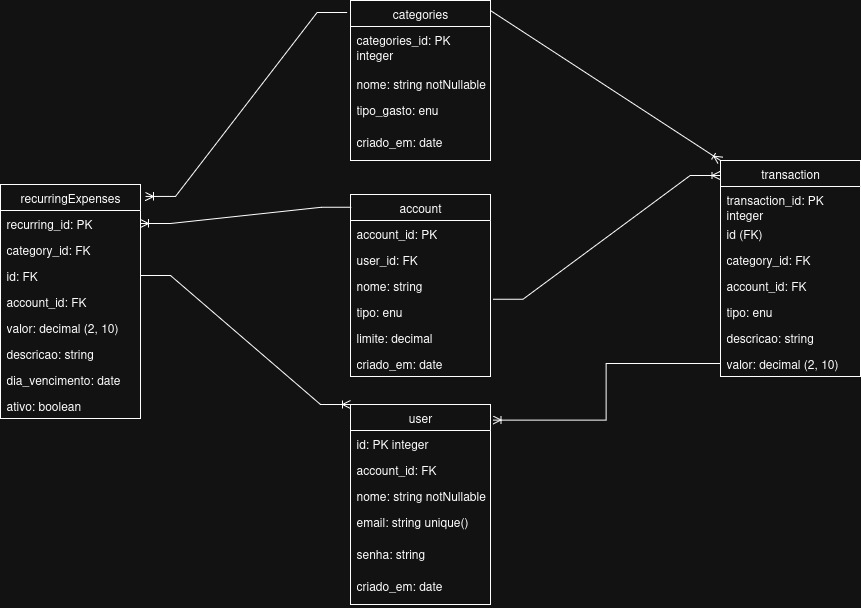 categories
categories_id: PK
integer
nome: string notNullable
tipo_gasto: enu
criado_em: date
recurringExpenses
recurring_id: PK
category_id: FK
id: FK
account_id: FK
valor: decimal (2, 10)
descricao: string
dia_vencimento: date
ativo: boolean
account
account_id: PK
user_id: FK
nome: string
tipo: enu
limite: decimal
criado_em: date
transaction
transaction_id: PK
integer
id (FK)
category_id: FK
account_id: FK
tipo: enu
descricao: string
valor: decimal (2, 10)
user
id: PK integer
account_id: FK
nome: string notNullable
email: string unique()
senha: string
criado_em: date